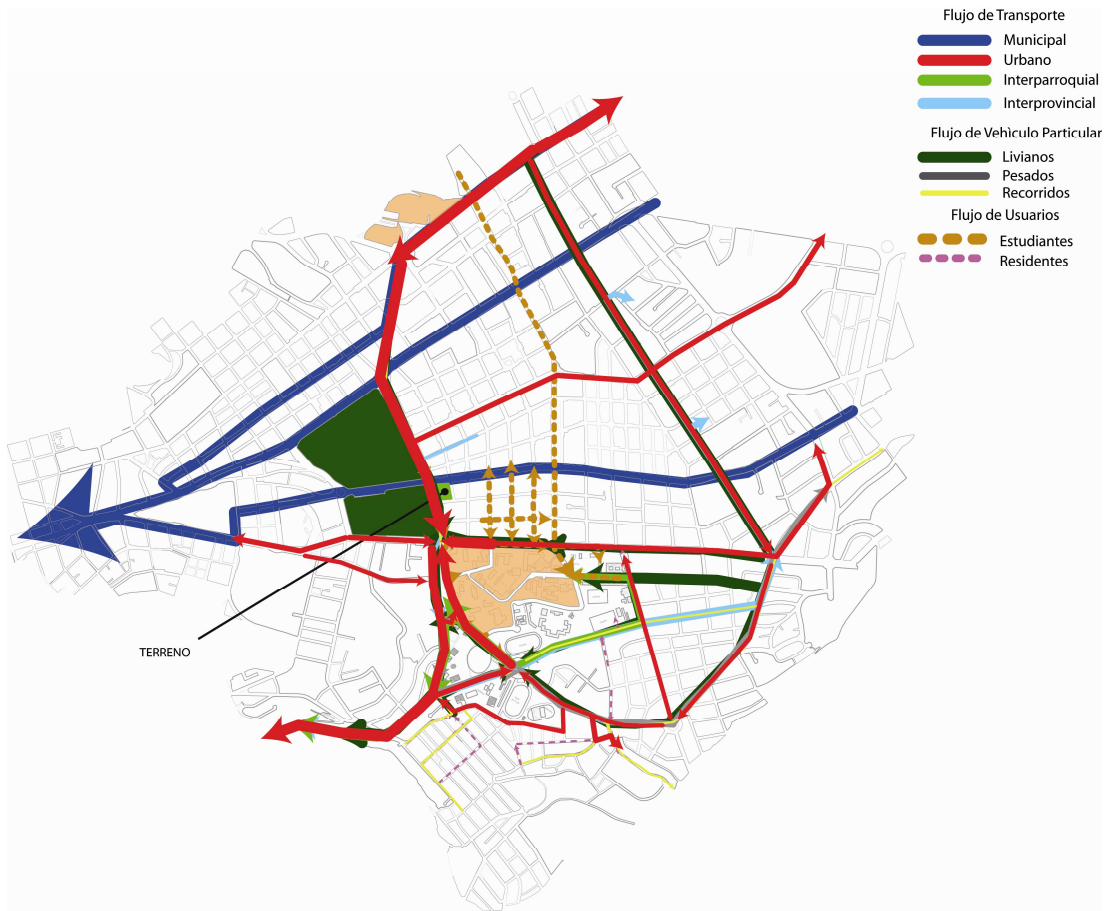 Flujo de Transporte
Municipal
Urbano
Interparroquial
Interprovincial
Flujo de Vehìculo Particular
Livianos
Pesados
Recorridos
Flujo de Usuarios
Estudiantes
Residentes
TERRENO